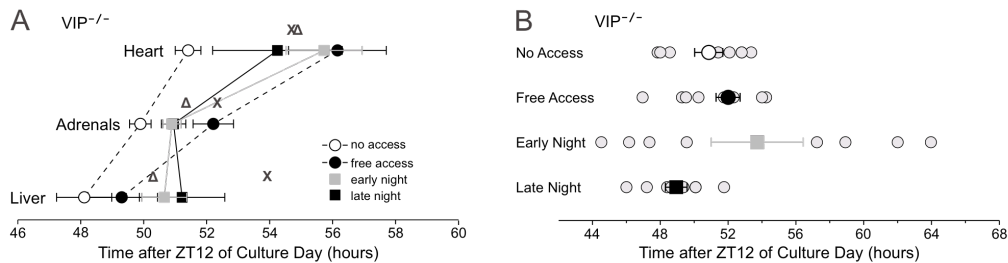 A
VIP-/-
X Δ
Heart
Δ X
Adrenals
no access
free access
early night
late night
Δ X
Liver
46 48 50 52 54 56 58 60
Time after ZT12 of Culture Day (hours)
B
VIP-/-
No Access
Free Access
Early Night
Late Night
44 48 52 56 60 64 68
Time after ZT12 of Culture Day (hours)